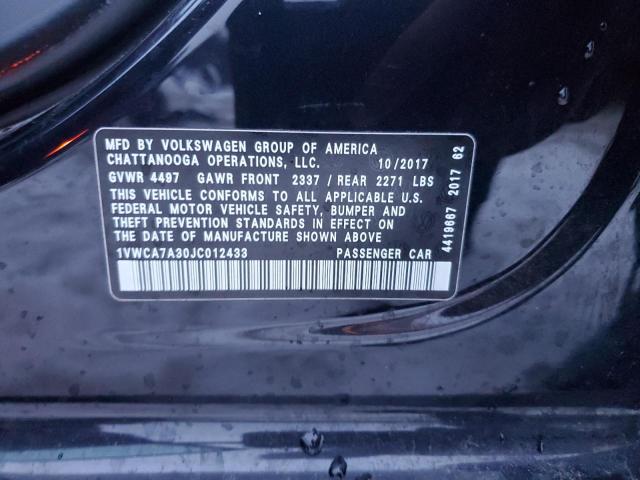 MFD BY VOLKSWAGEN GROUP OF AMERICA
CHATTANOOGA OPERATIONS, LLC. 10/2017
GVWR 4497 GAWR FRONT 2337 / REAR 2271 LBS
THIS VEHICLE CONFORMS TO ALL APPLICABLE U.S.
FEDERAL MOTOR VEHICLE SAFETY, BUMPER AND
THEFT PREVENTION STANDARDS IN EFFECT ON
THE DATE OF MANUFACTURE SHOWN ABOVE
1VWCA7A30JC012433 PASSENGER CAR
4419667 2017 62